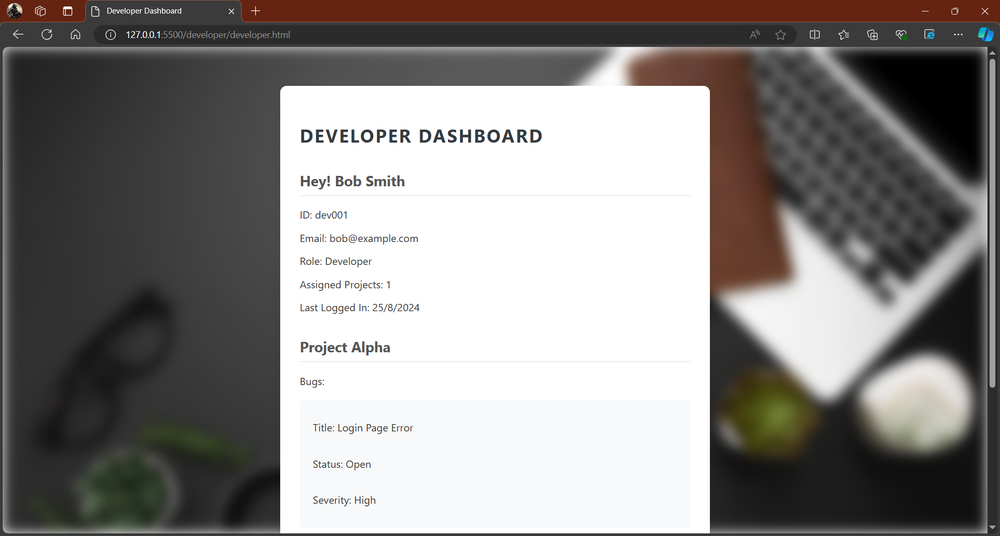 Developer Dashboard
127.0.0.1:5500/developer/developer.html
DEVELOPER DASHBOARD
Hey! Bob Smith
ID: dev001
Email: bob@example.com
Role: Developer
Assigned Projects: 1
Last Logged In: 25/8/2024
Project Alpha
Bugs:
Title: Login Page Error
Status: Open
Severity: High